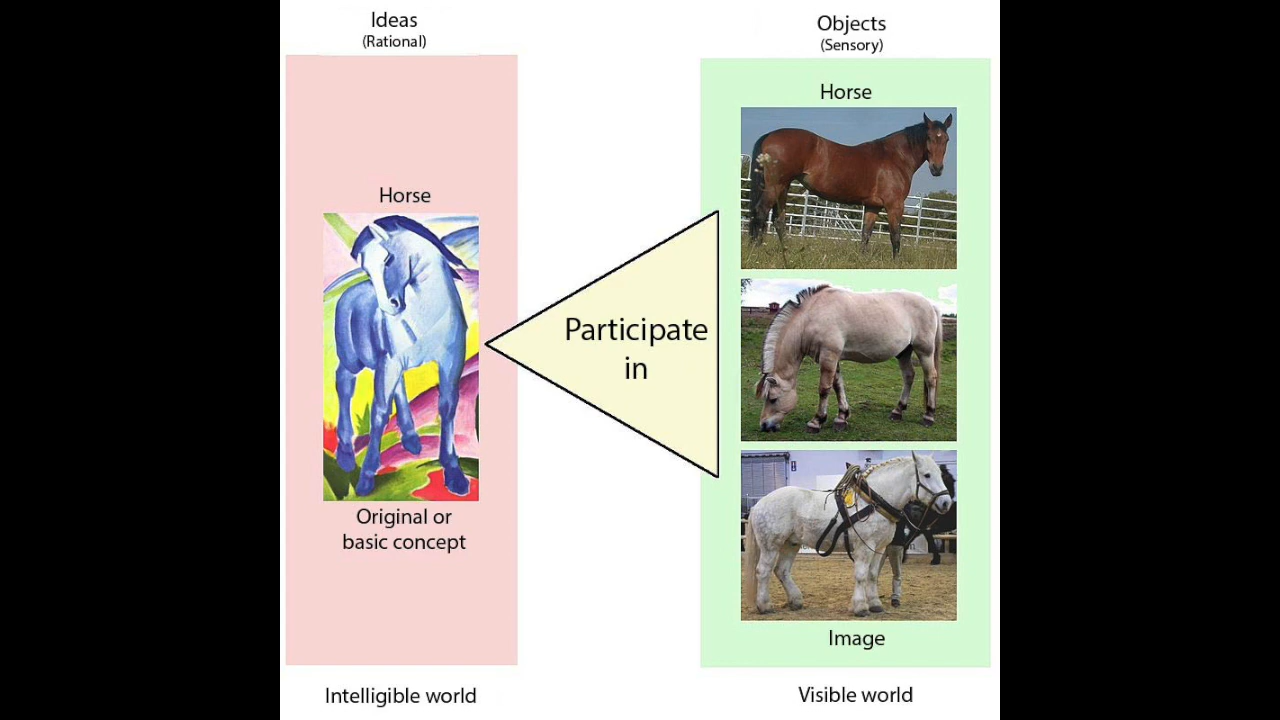 Ideas
(Rational)
Horse
Original or
basic concept
Intelligible world
Participate
in
Objects
(Sensory)
Horse
Image
Visible world